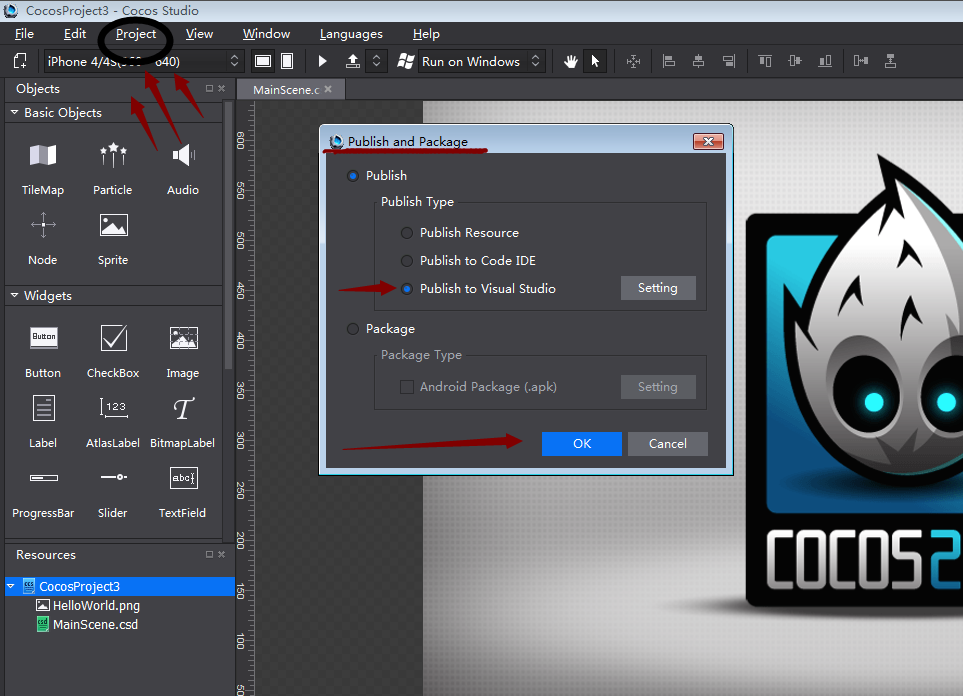 CocosProject3 - Cocos Studio
File Edit Project View Window Languages Help
iPhone 4/4S(960 * 640) Run on Windows
Objects
MainScene.c
Basic Objects
TileMap Particle Audio
Node Sprite
Widgets
Button
Button CheckBox Image
123
T
Label AtlasLabel BitmapLabel
abc
ProgressBar Slider TextField
Resources
CocosProject3
HelloWorld.png
MainScene.csd
600
550
500
450
400
350
300
250
200
150
100
50
Publish and Package
Publish
Publish Type
Publish Resource
Publish to Code IDE
Publish to Visual Studio Setting
Package
Package Type
Android Package (.apk) Setting
OK Cancel
COCOS2